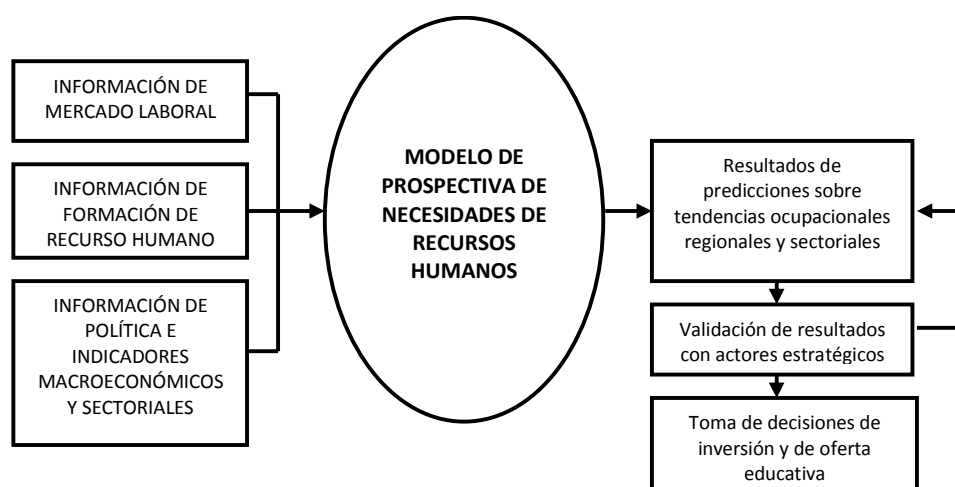 INFORMACIÓN DE
MERCADO LABORAL
INFORMACIÓN DE
FORMACIÓN DE
RECURSO HUMANO
INFORMACIÓN DE
POLÍTICA E
INDICADORES
MACROECONÓMICOS
Y SECTORIALES
MODELO DE
PROSPECTIVA DE
NECESIDADES DE
RECURSOS
HUMANOS
Resultados de
predicciones sobre
tendencias ocupacionales
regionales y sectoriales
Validación de resultados
con actores estratégicos
Toma de decisiones de
inversión y de oferta
educativa